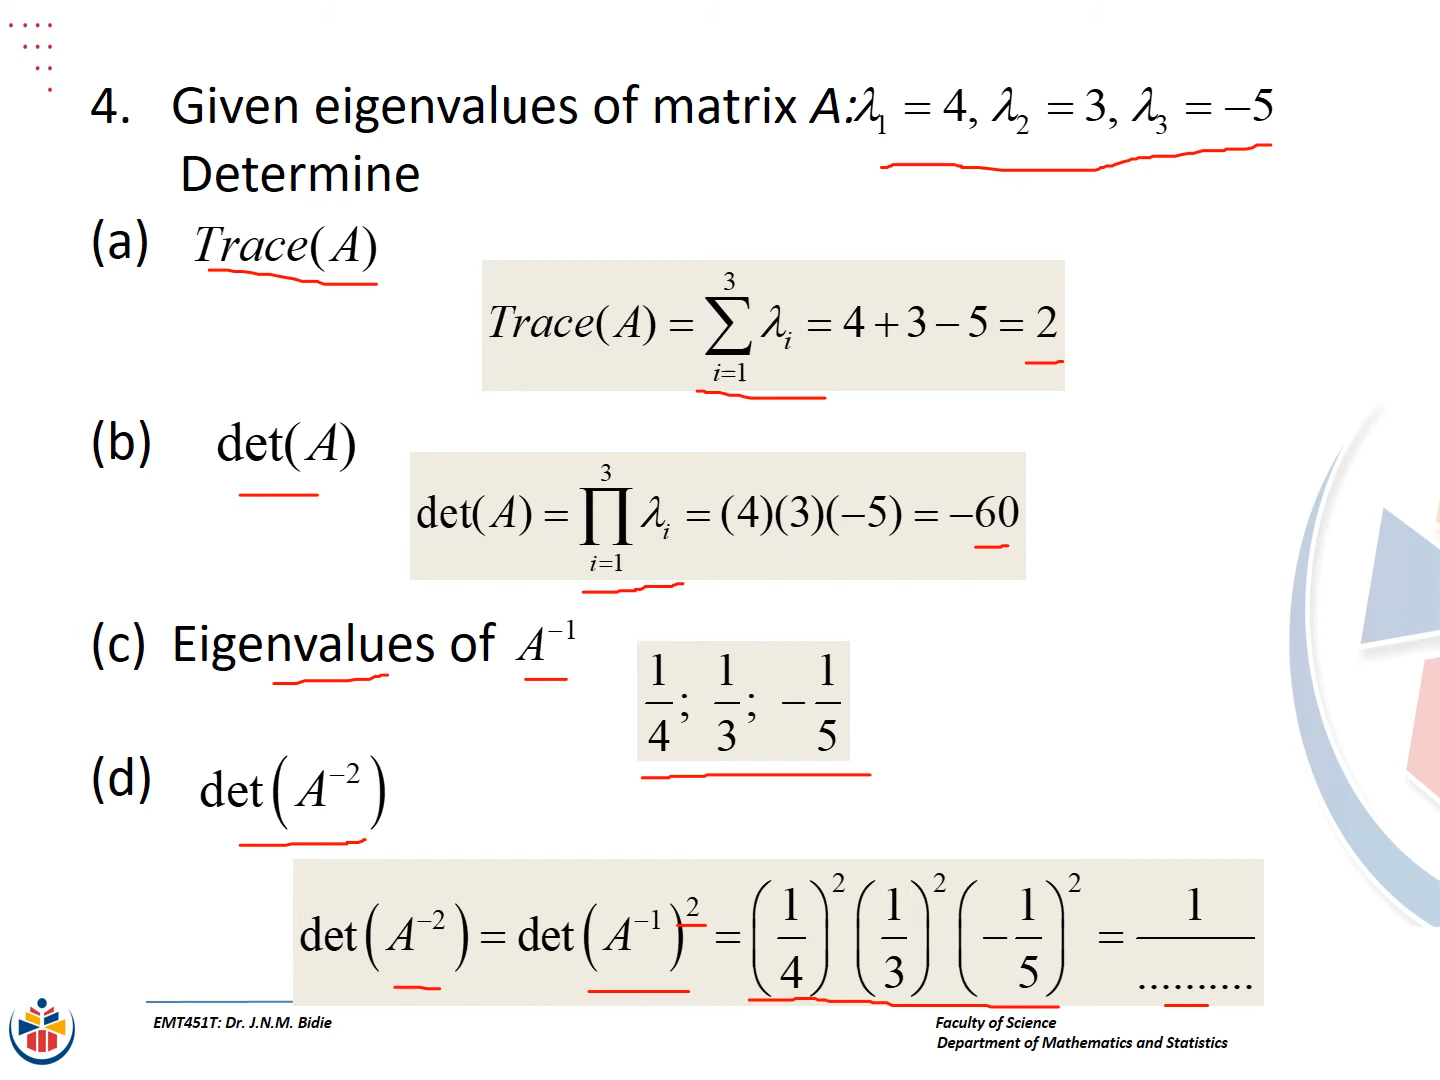 4. Given eigenvalues of matrix A: λ₁ = 4, λ₂ = 3, λ₃ = −5
Determine
(a) Trace(A)
Trace(A) = ∑_{i=1}^{3} λᵢ = 4 + 3 − 5 = 2
(b) det(A)
det(A) = ∏_{i=1}^{3} λᵢ = (4)(3)(−5) = −60
(c) Eigenvalues of A⁻¹
1/4; 1/3; −1/5
(d) det(A⁻²)
det(A⁻²) = det(A⁻¹)² = (1/4)² (1/3)² (−1/5)² = 1/..........
EMT451T: Dr. J.N.M. Bidie
Faculty of Science
Department of Mathematics and Statistics